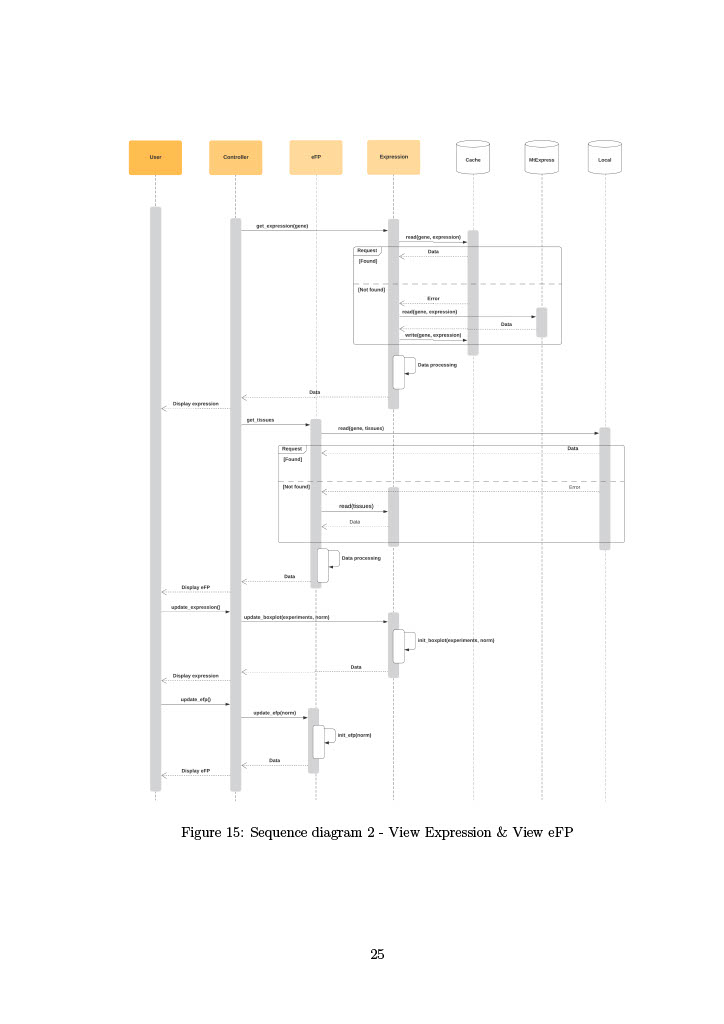 User
Controller
eFP
Expression
Cache
MtExpress
Local
get_expression(gene)
read(gene, expression)
Request
Data
[Found]
[Not found]
Error
read(gene, expression)
Data
write(gene, expression)
Data processing
Data
Display expression
get_tissues
read(gene, tissues)
Request
Data
[Found]
[Not found]
Error
read(tissues)
Data
Data processing
Data
Display eFP
update_expression()
update_boxplot(experiments, norm)
init_boxplot(experiments, norm)
Data
Display expression
update_efp()
update_efp(norm)
init_efp(norm)
Data
Display eFP
Figure 15: Sequence diagram 2 - View Expression & View eFP
25